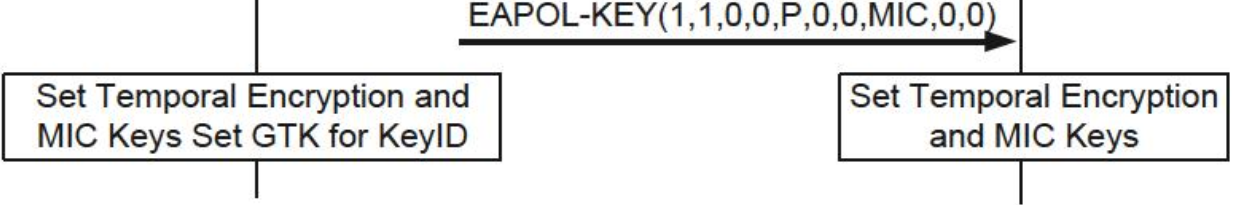 EAPOL-KEY(1,1,0,0,P,0,0,MIC,0,0)
Set Temporal Encryption and
MIC Keys Set GTK for KeyID
Set Temporal Encryption
and MIC Keys